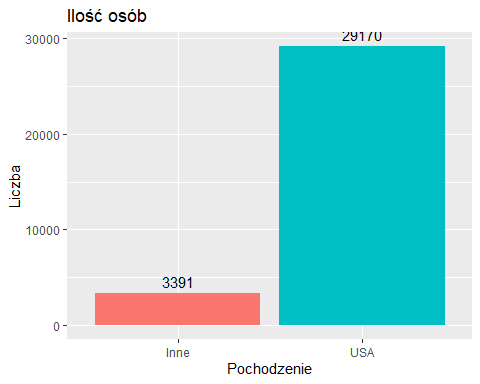 Ilość osób
29170
30000
20000
Liczba
10000
3391
0
Inne
USA
Pochodzenie